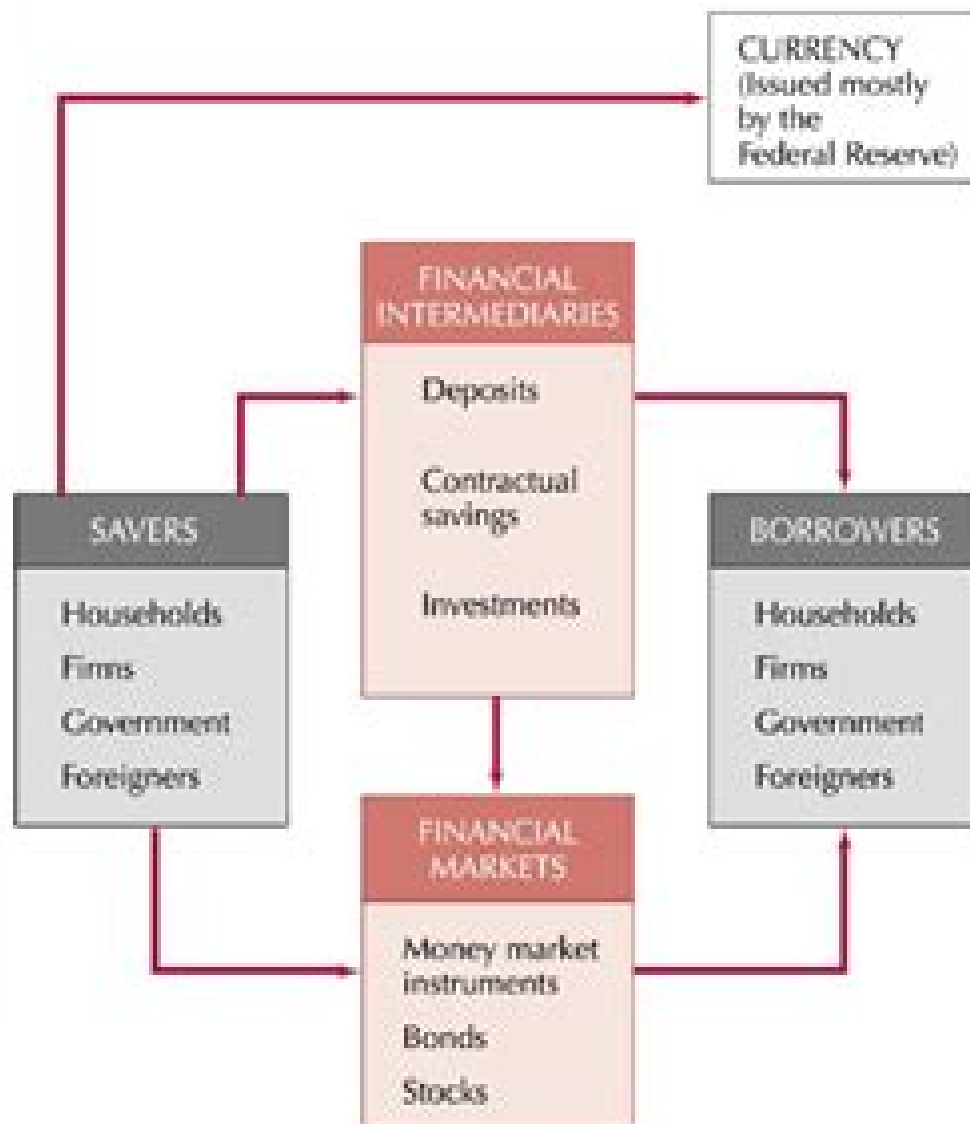 CURRENCY
(Issued mostly
by the
Federal Reserve)
FINANCIAL
INTERMEDIARIES
Deposits
Contractual
savings
Investments
SAVERS
Households
Firms
Government
Foreigners
BORROWERS
Households
Firms
Government
Foreigners
FINANCIAL
MARKETS
Money market
instruments
Bonds
Stocks